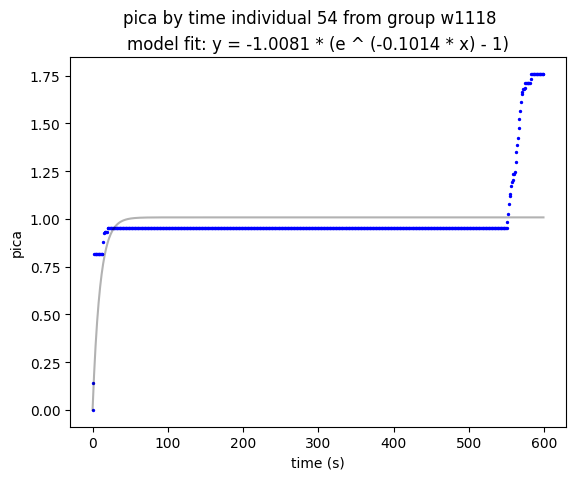 pica by time individual 54 from group w1118
model fit: y = -1.0081 * (e ^ (-0.1014 * x) - 1)
1.75
1.50
1.25
1.00
0.75
0.50
0.25
0.00
pica
0 100 200 300 400 500 600
time (s)